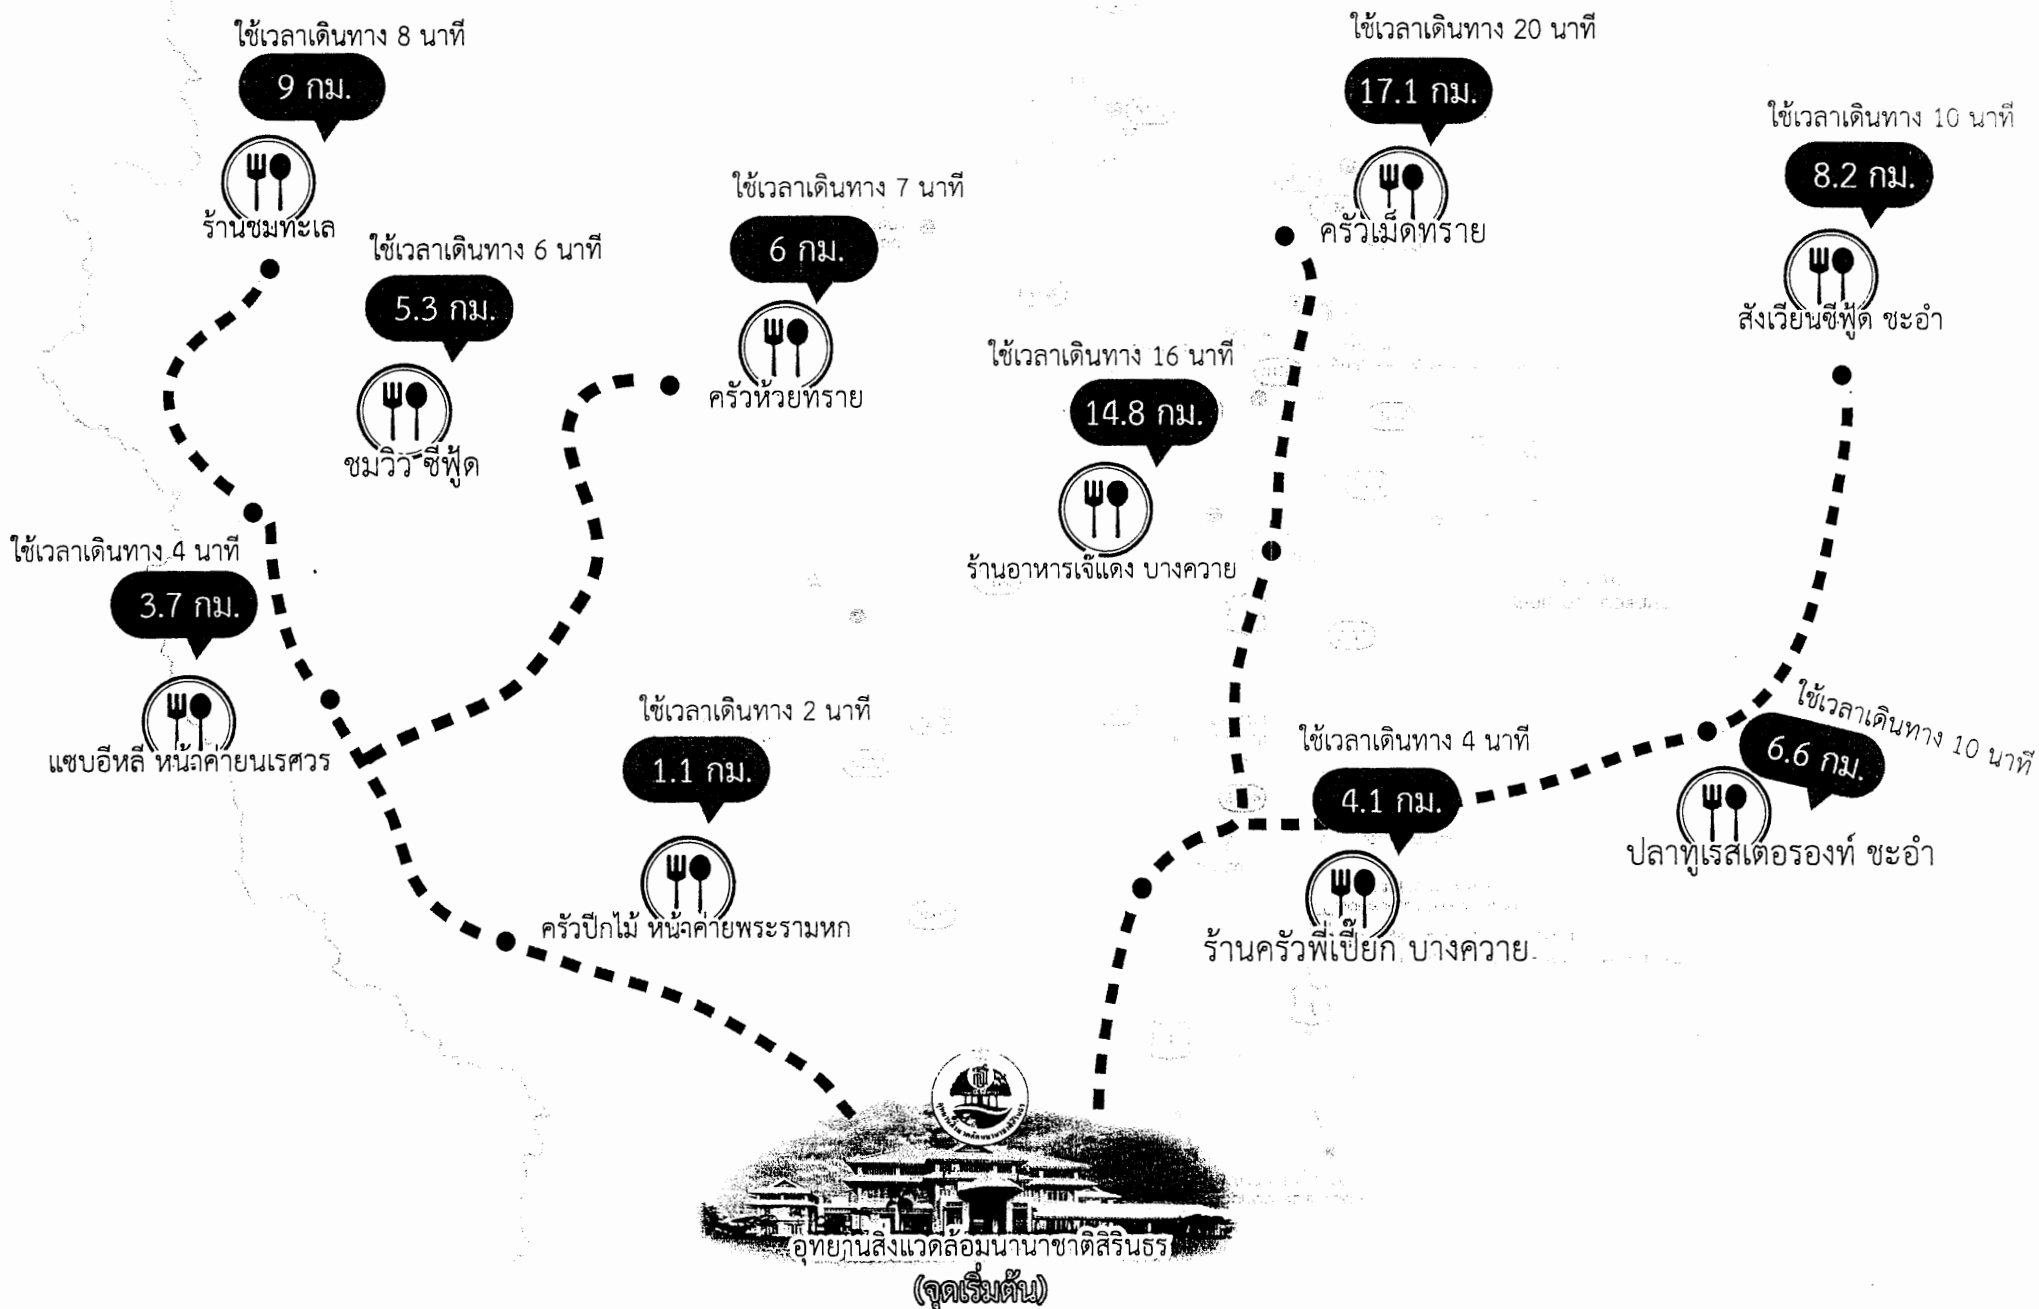 ใช้เวลาเดินทาง 8 นาที
9 กม.
ร้านชมทะเล
ใช้เวลาเดินทาง 6 นาที
5.3 กม.
ชมวิว ซีฟู้ด
ใช้เวลาเดินทาง 7 นาที
6 กม.
ครัวห้วยทราย
ใช้เวลาเดินทาง 4 นาที
3.7 กม.
แซบอีหลี หน้าค่ายนเรศวร
ใช้เวลาเดินทาง 2 นาที
1.1 กม.
ครัวปีกไม้ หน้าค่ายพระรามหก
ใช้เวลาเดินทาง 20 นาที
17.1 กม.
ครัวเม็ดทราย
ใช้เวลาเดินทาง 16 นาที
14.8 กม.
ร้านอาหารเจ๊แดง บางควาย
ใช้เวลาเดินทาง 10 นาที
8.2 กม.
สังเวียนซีฟู้ด ชะอำ
ใช้เวลาเดินทาง 10 นาที
6.6 กม.
ปลาทูเรสเตอรองท์ ชะอำ
ใช้เวลาเดินทาง 4 นาที
4.1 กม.
ร้านครัวพี่เปี๊ยก บางควาย
อุทยานสิ่งแวดล้อมนานาชาติสิรินธร
(จุดเริ่มต้น)